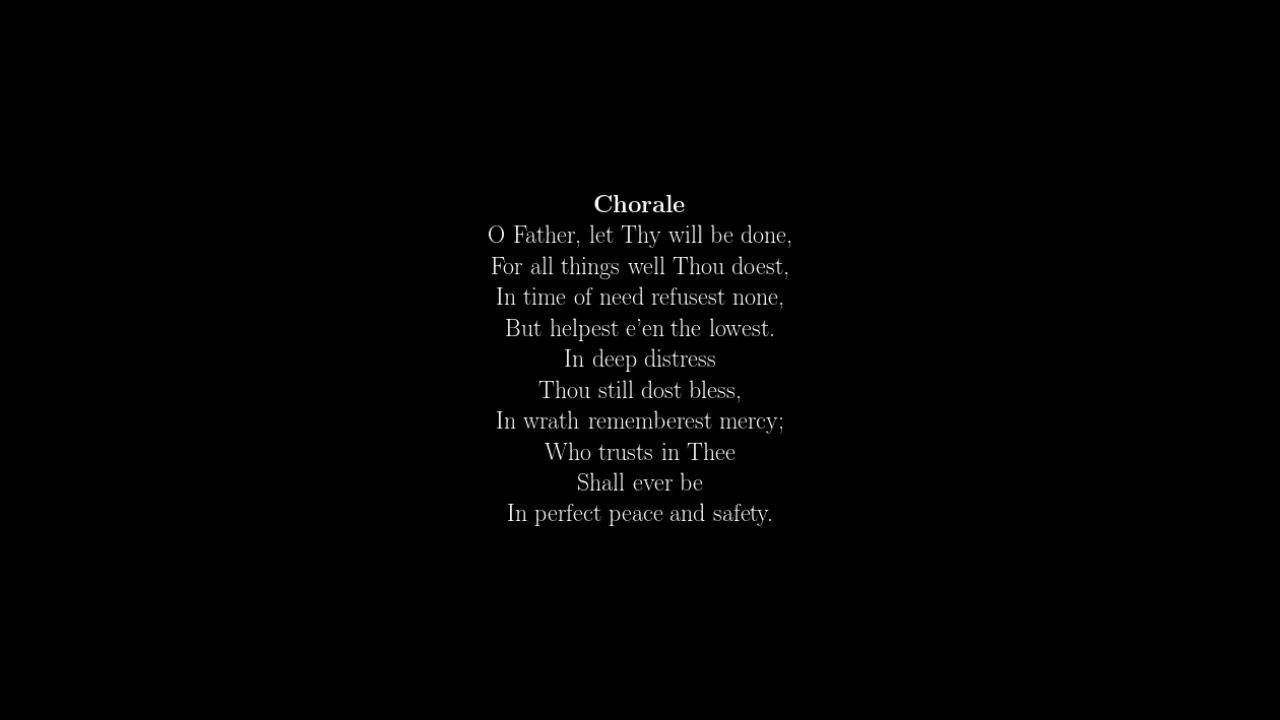 Chorale
O Father, let Thy will be done,
For all things well Thou doest,
In time of need refusest none,
But helpest e'en the lowest.
In deep distress
Thou still dost bless,
In wrath rememberest mercy;
Who trusts in Thee
Shall ever be
In perfect peace and safety.